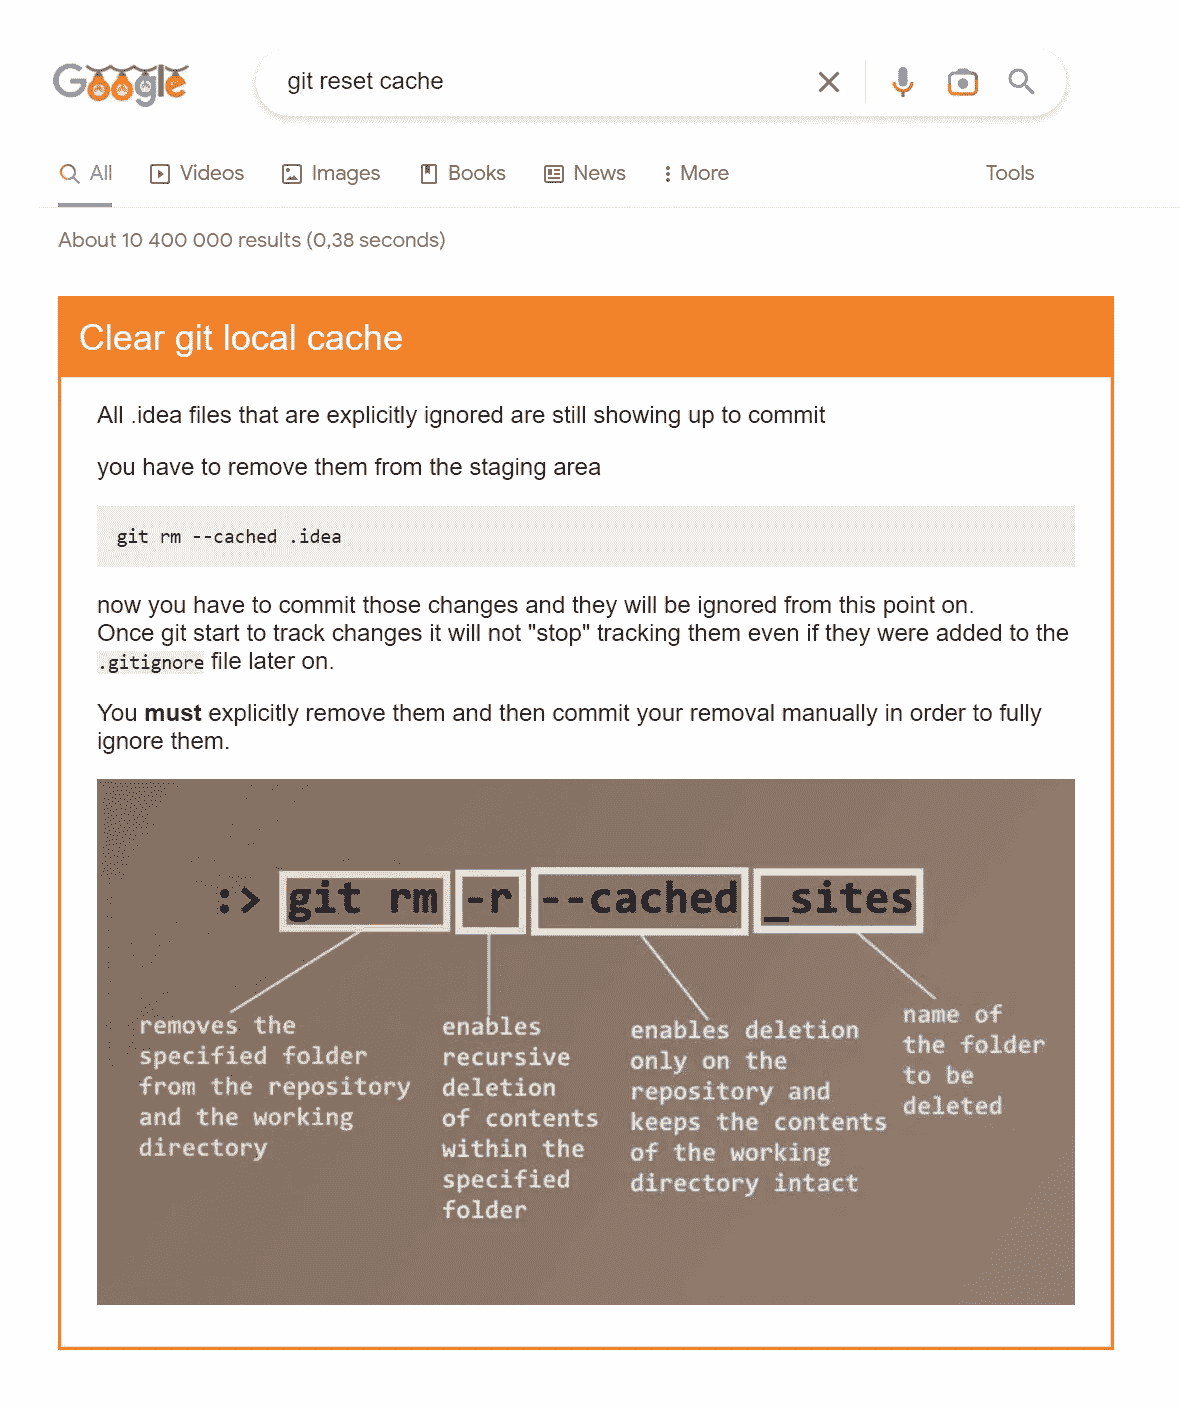 Google
git reset cache
All Videos Images Books News More Tools
About 10 400 000 results (0,38 seconds)
Clear git local cache
All .idea files that are explicitly ignored are still showing up to commit
you have to remove them from the staging area
git rm --cached .idea
now you have to commit those changes and they will be ignored from this point on.
Once git start to track changes it will not "stop" tracking them even if they were added to the
.gitignore file later on.
You must explicitly remove them and then commit your removal manually in order to fully
ignore them.
:> git rm -r --cached _sites
removes the
specified folder
from the repository
and the working
directory
enables
recursive
deletion
of contents
within the
specified
folder
enables deletion
only on the
repository and
keeps the contents
of the working
directory intact
name of
the folder
to be
deleted